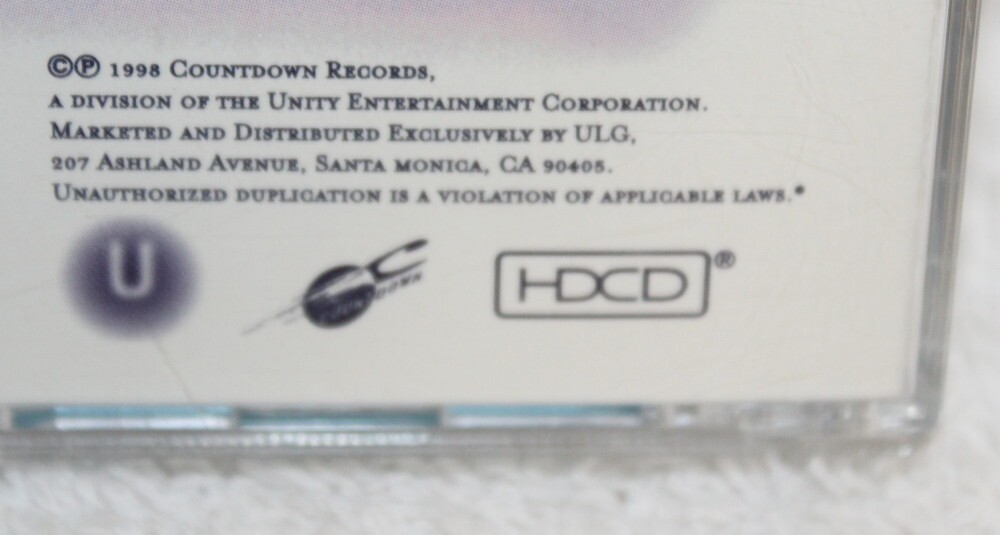 ©℗ 1998 COUNTDOWN RECORDS,
A DIVISION OF THE UNITY ENTERTAINMENT CORPORATION.
MARKETED AND DISTRIBUTED EXCLUSIVELY BY ULG,
207 ASHLAND AVENUE, SANTA MONICA, CA 90405.
UNAUTHORIZED DUPLICATION IS A VIOLATION OF APPLICABLE LAWS.*
U
COUNTDOWN
HDCD®